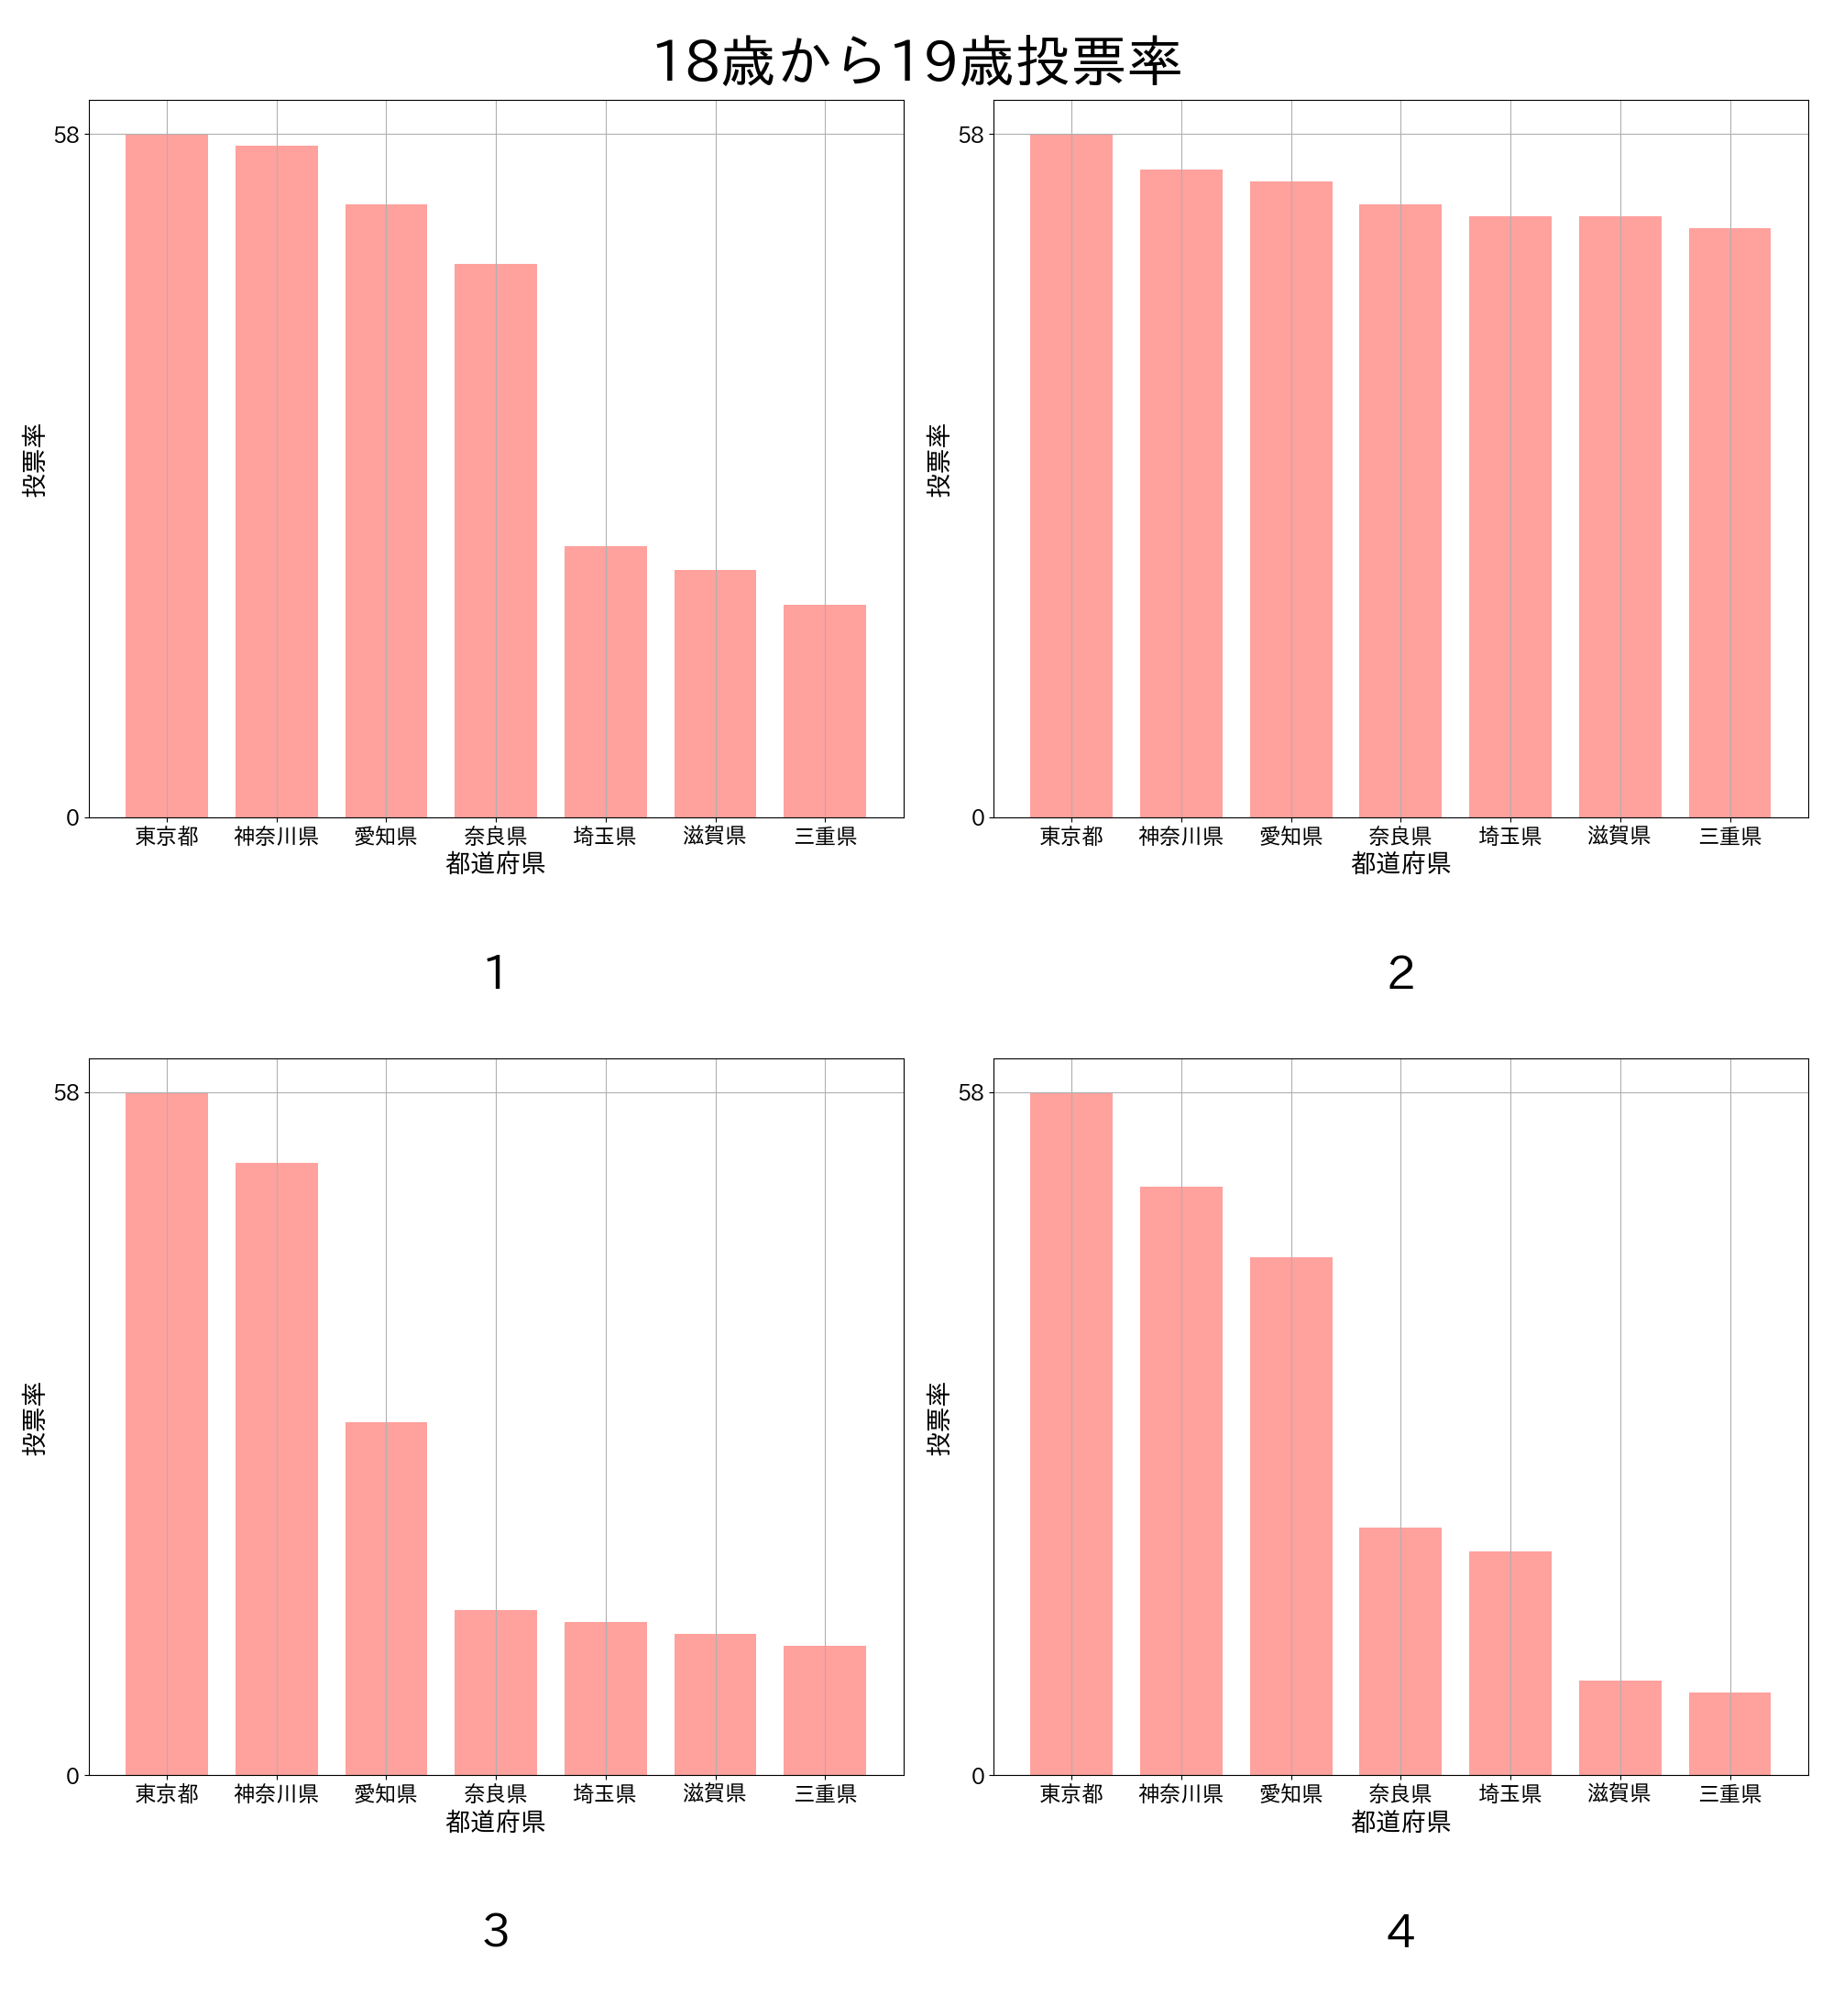 18歳から19歳投票率
58
0
投票率
東京都 神奈川県 愛知県 奈良県 埼玉県 滋賀県 三重県
都道府県
1
58
0
投票率
東京都 神奈川県 愛知県 奈良県 埼玉県 滋賀県 三重県
都道府県
2
58
0
投票率
東京都 神奈川県 愛知県 奈良県 埼玉県 滋賀県 三重県
都道府県
3
58
0
投票率
東京都 神奈川県 愛知県 奈良県 埼玉県 滋賀県 三重県
都道府県
4